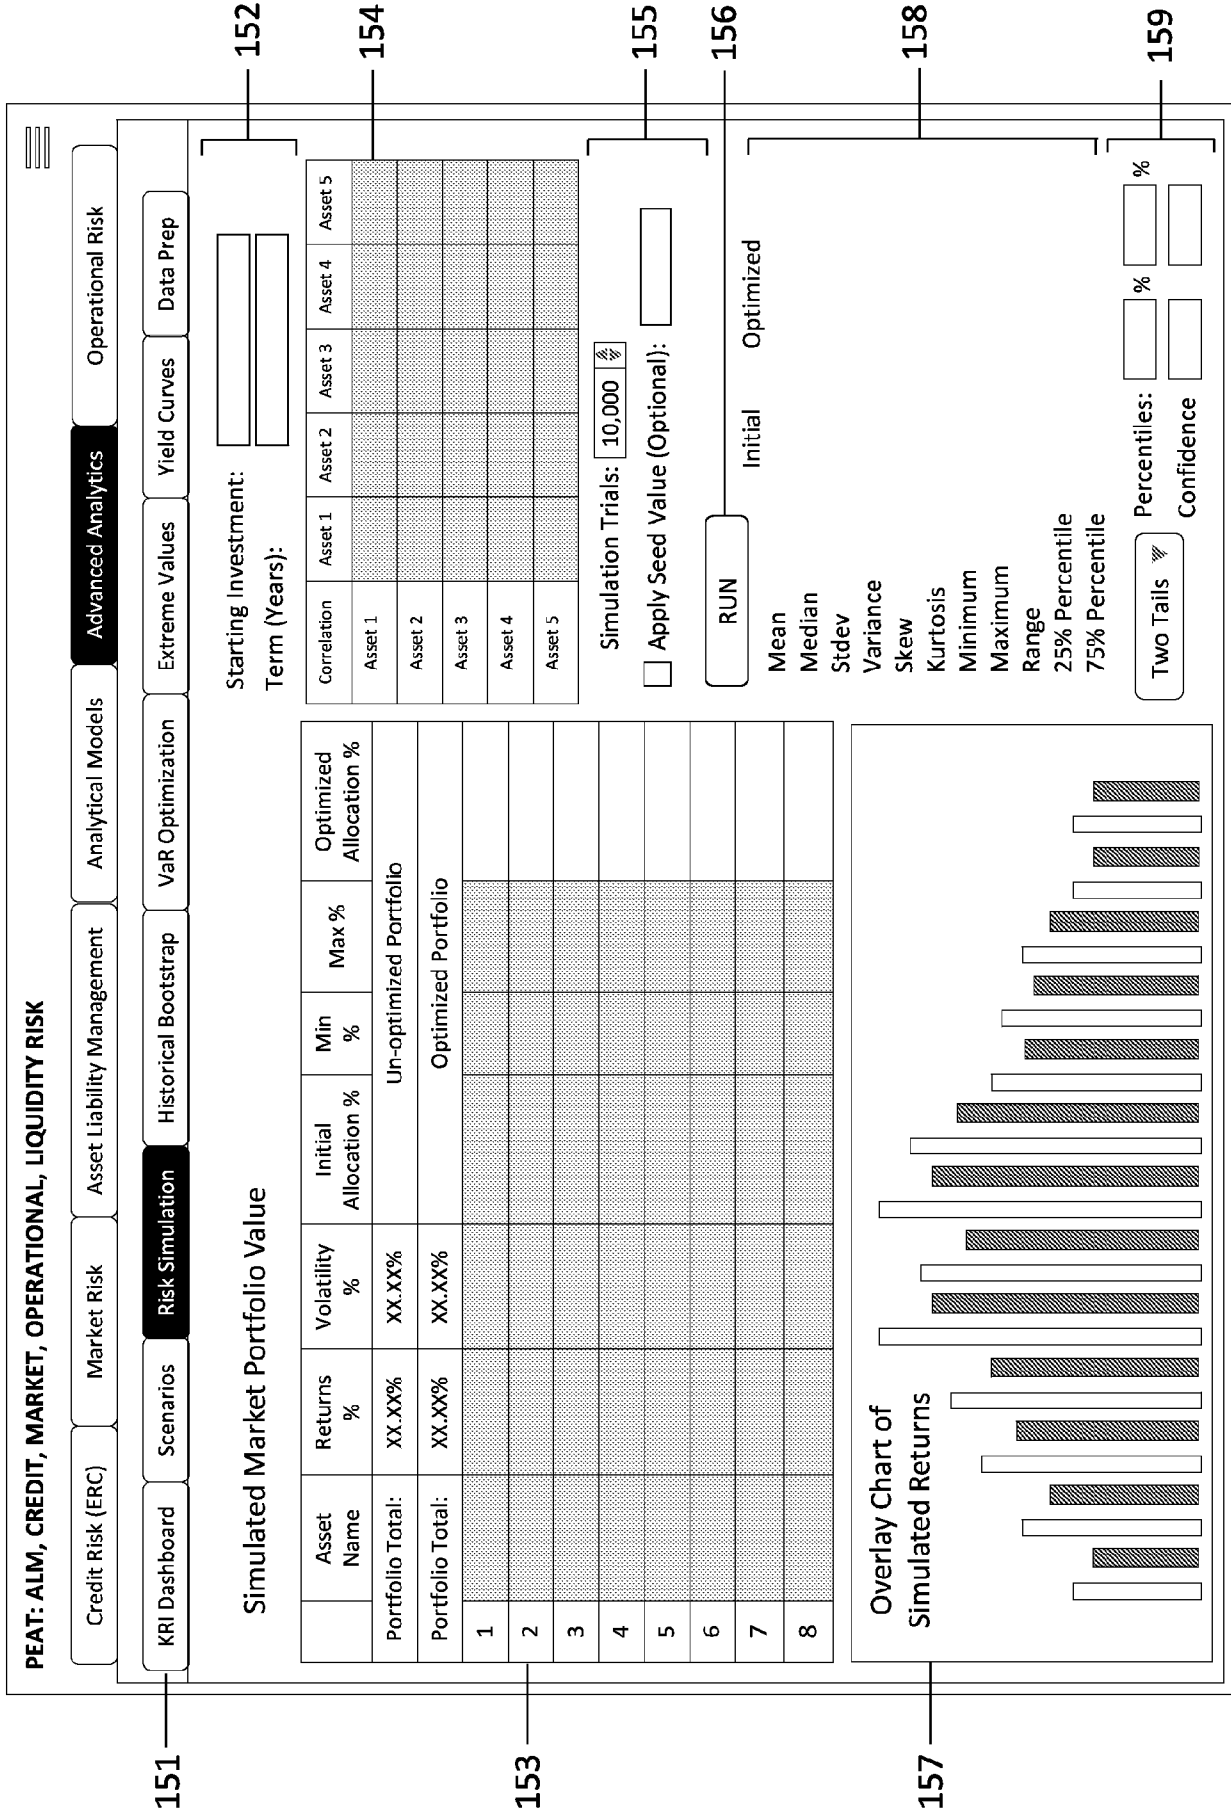 PEAT: ALM, CREDIT, MARKET, OPERATIONAL, LIQUIDITY RISK
Credit Risk (ERC)
Market Risk
Asset Liability Management
Analytical Models
Advanced Analytics
Operational Risk
KRI Dashboard
Scenarios
Risk Simulation
Historical Bootstrap
VaR Optimization
Extreme Values
Yield Curves
Data Prep
151
Simulated Market Portfolio Value
Starting Investment:
Term (Years):
152
Asset
Name
Returns
%
Volatility
%
Initial
Allocation %
Min
%
Max %
Optimized
Allocation %
Portfolio Total:
XX.XX%
XX.XX%
Un-optimized Portfolio
Portfolio Total:
XX.XX%
XX.XX%
Optimized Portfolio
1
2
3
4
5
6
7
8
153
Correlation
Asset 1
Asset 2
Asset 3
Asset 4
Asset 5
Asset 1
Asset 2
Asset 3
Asset 4
Asset 5
154
Simulation Trials: 10,000
Apply Seed Value (Optional):
155
RUN
156
Overlay Chart of
Simulated Returns
157
Initial
Optimized
Mean
Median
Stdev
Variance
Skew
Kurtosis
Minimum
Maximum
Range
25% Percentile
75% Percentile
158
Two Tails
Percentiles:
%
%
Confidence
159